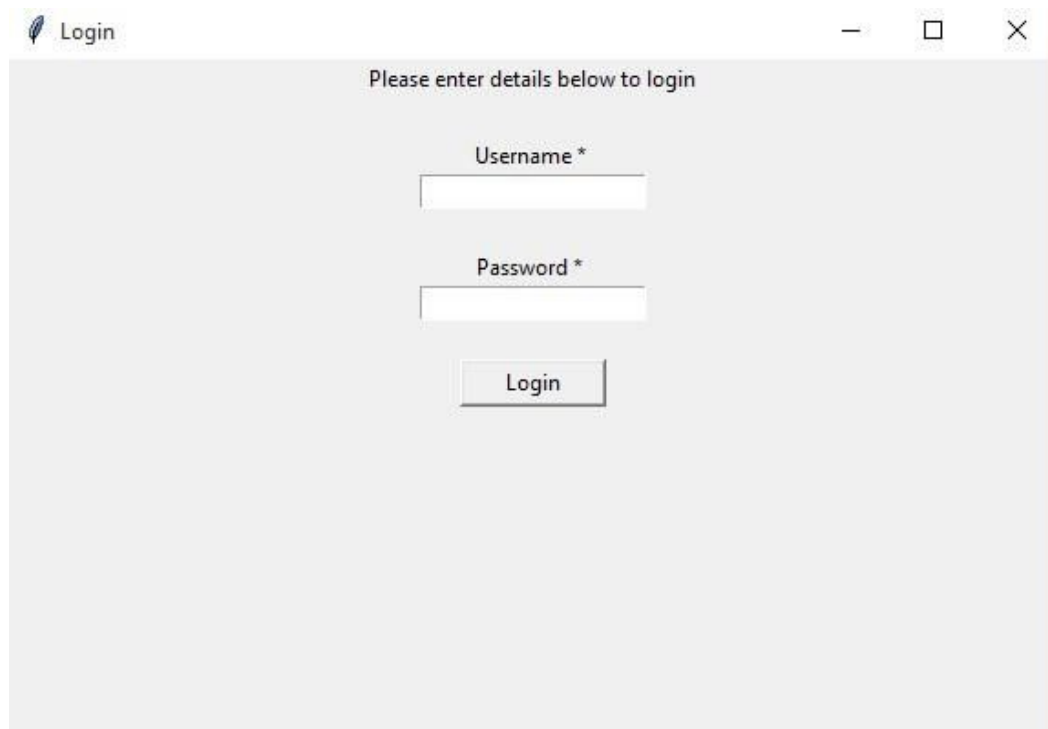 Login
Please enter details below to login
Username *
Password *
Login